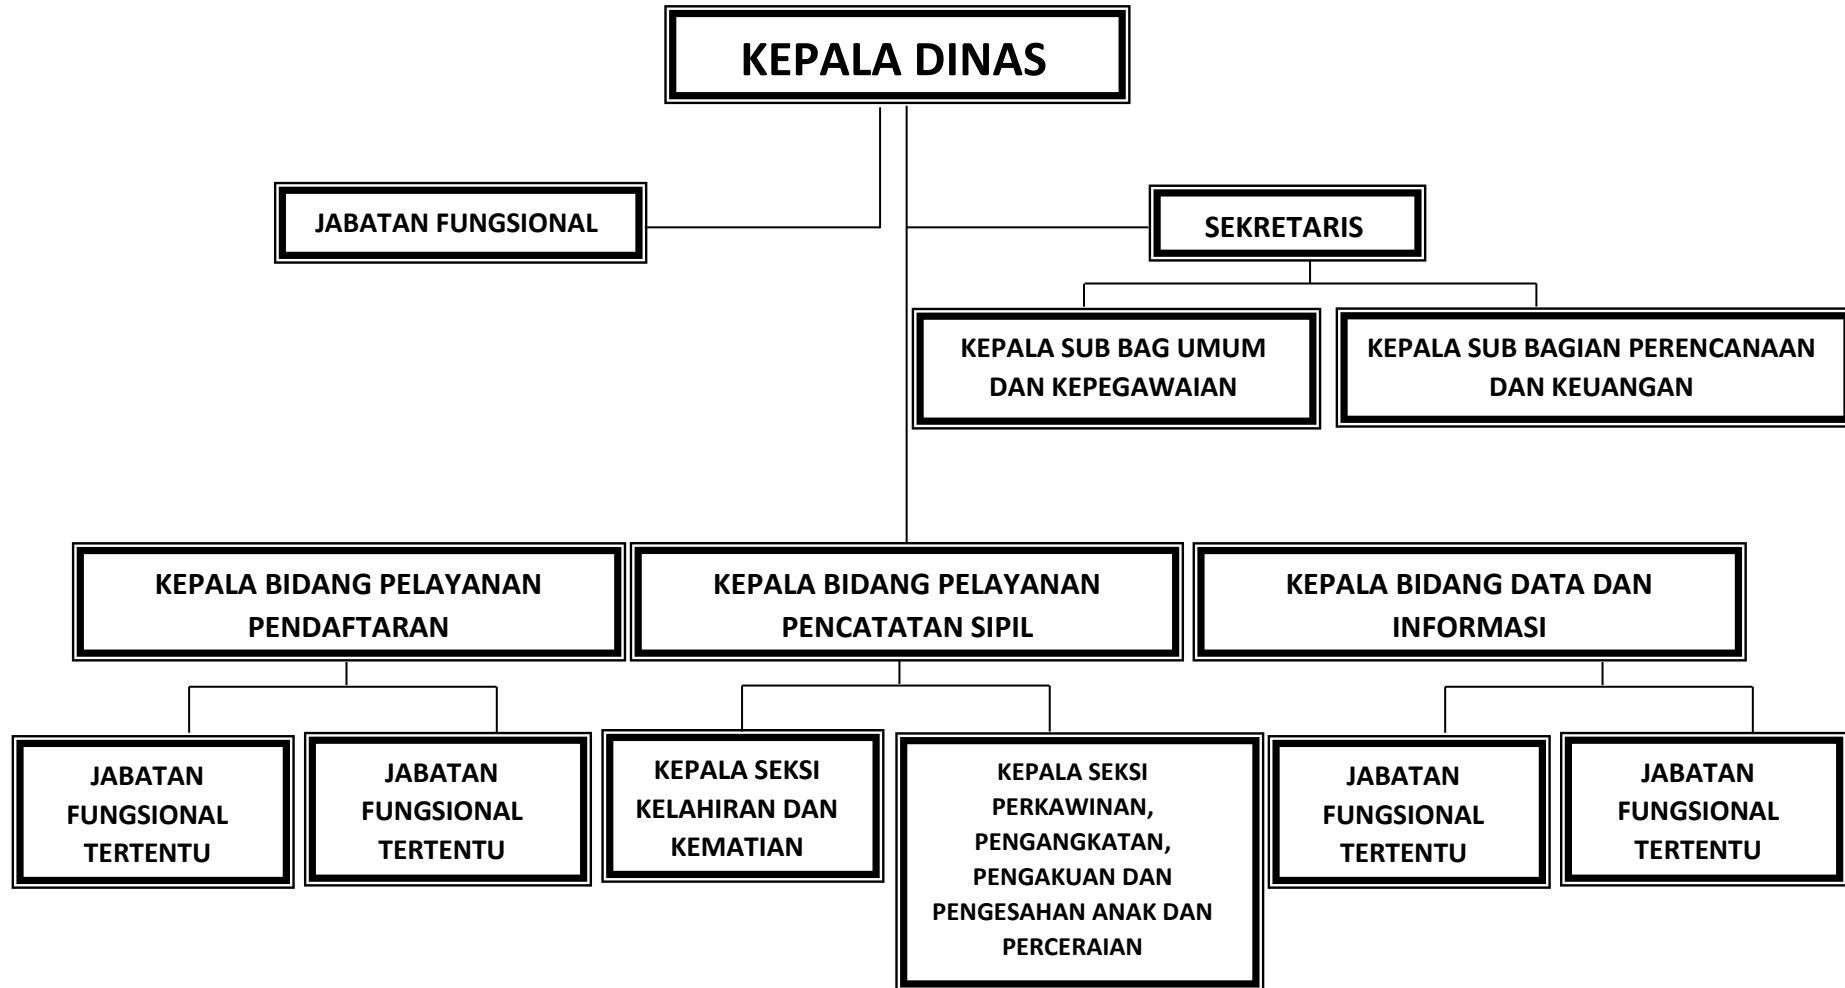 KEPALA DINAS
JABATAN FUNGSIONAL
SEKRETARIS
KEPALA SUB BAG UMUM
DAN KEPEGAWAIAN
KEPALA SUB BAGIAN PERENCANAAN
DAN KEUANGAN
KEPALA BIDANG PELAYANAN
PENDAFTARAN
KEPALA BIDANG PELAYANAN
PENCATATAN SIPIL
KEPALA BIDANG DATA DAN
INFORMASI
JABATAN
FUNGSIONAL
TERTENTU
JABATAN
FUNGSIONAL
TERTENTU
KEPALA SEKSI
KELAHIRAN DAN
KEMATIAN
KEPALA SEKSI
PERKAWINAN,
PENGANGKATAN,
PENGAKUAN DAN
PENGESAHAN ANAK DAN
PERCERAIAN
JABATAN
FUNGSIONAL
TERTENTU
JABATAN
FUNGSIONAL
TERTENTU